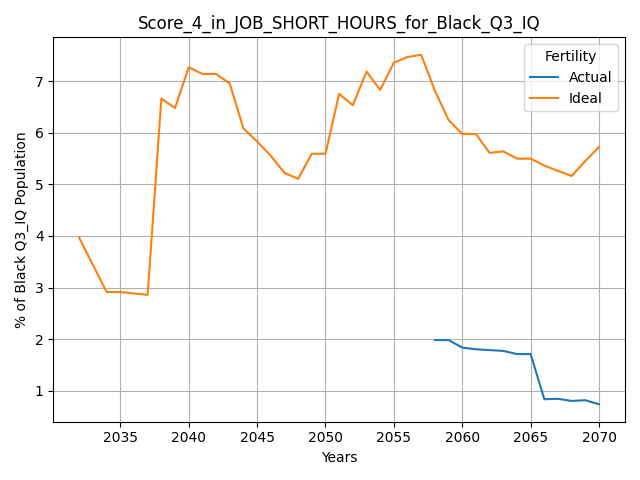 Score_4_in_JOB_SHORT_HOURS_for_Black_Q3_IQ
Fertility
Actual
Ideal
% of Black Q3_IQ Population
7
6
5
4
3
2
1
2035 2040 2045 2050 2055 2060 2065 2070
Years